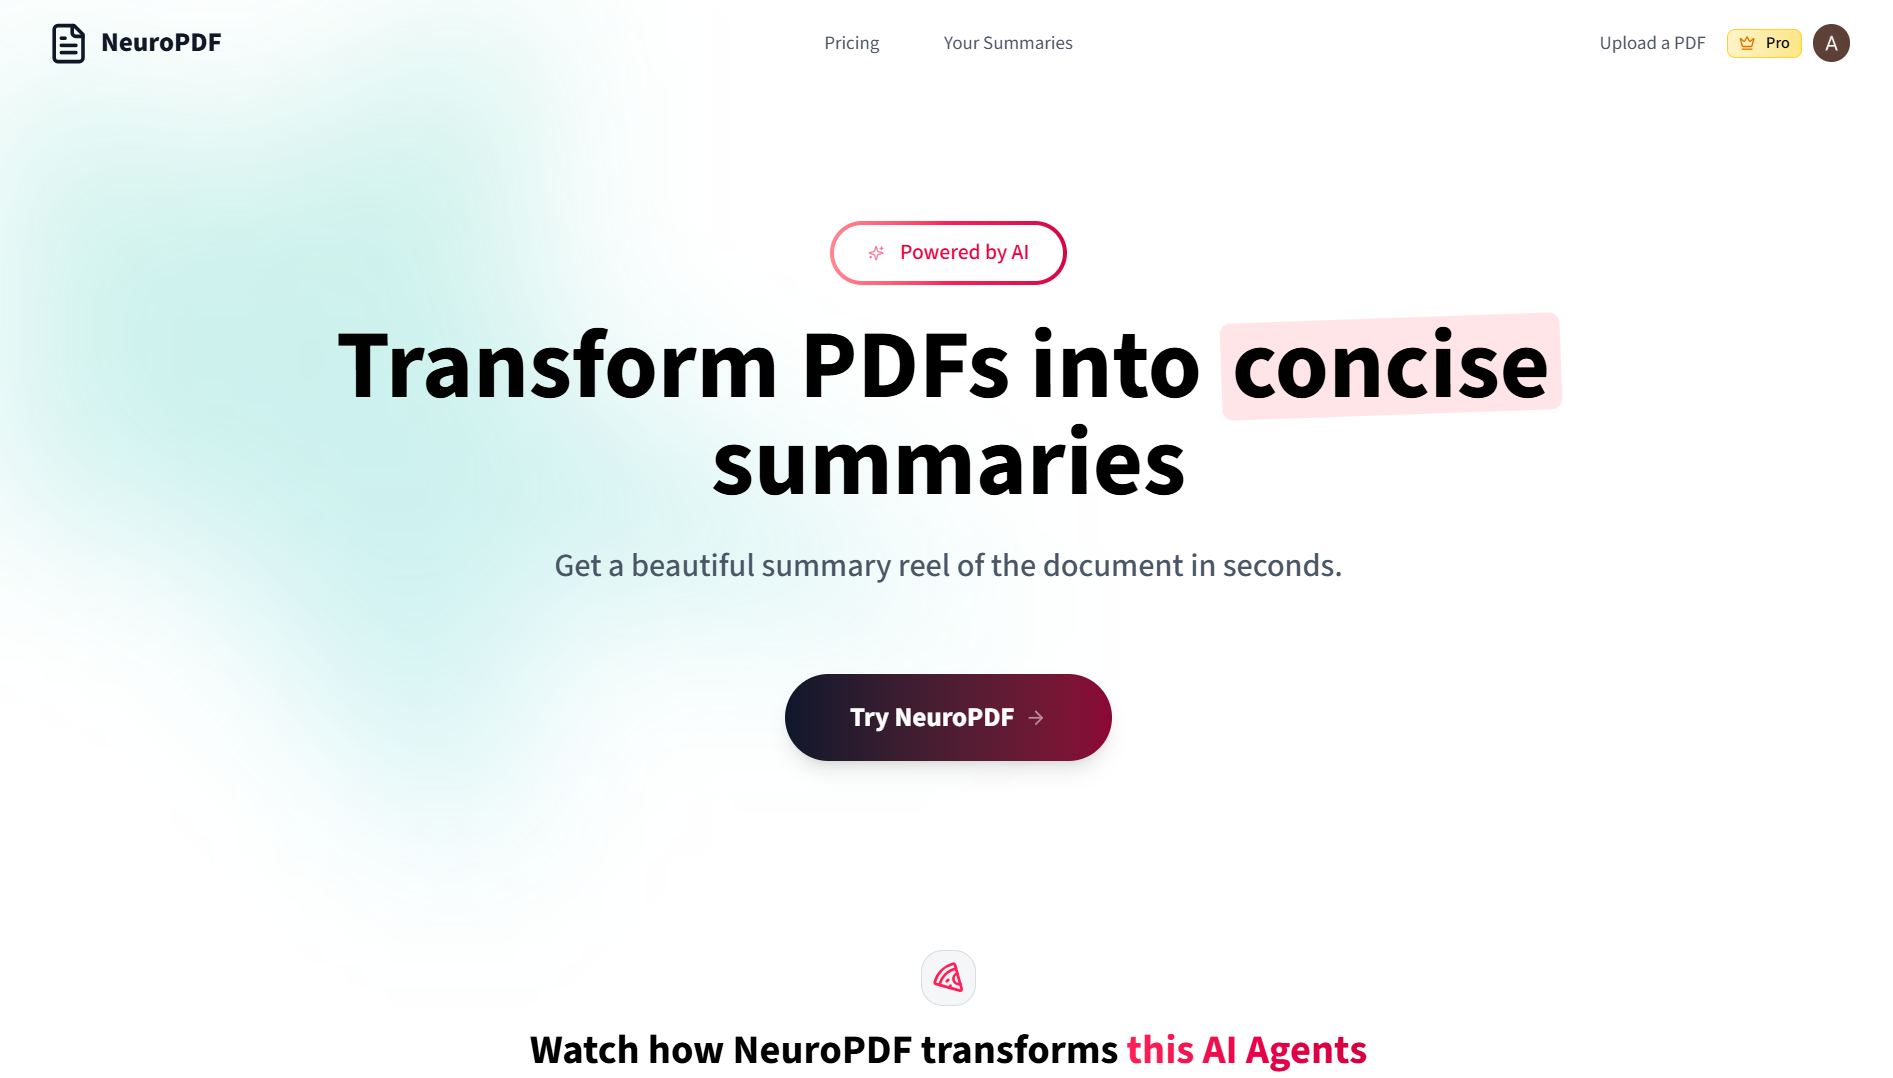 NeuroPDF
Pricing
Your Summaries
Upload a PDF
Pro
A
Powered by AI
Transform PDFs into concise
summaries
Get a beautiful summary reel of the document in seconds.
Try NeuroPDF →
Watch how NeuroPDF transforms this AI Agents